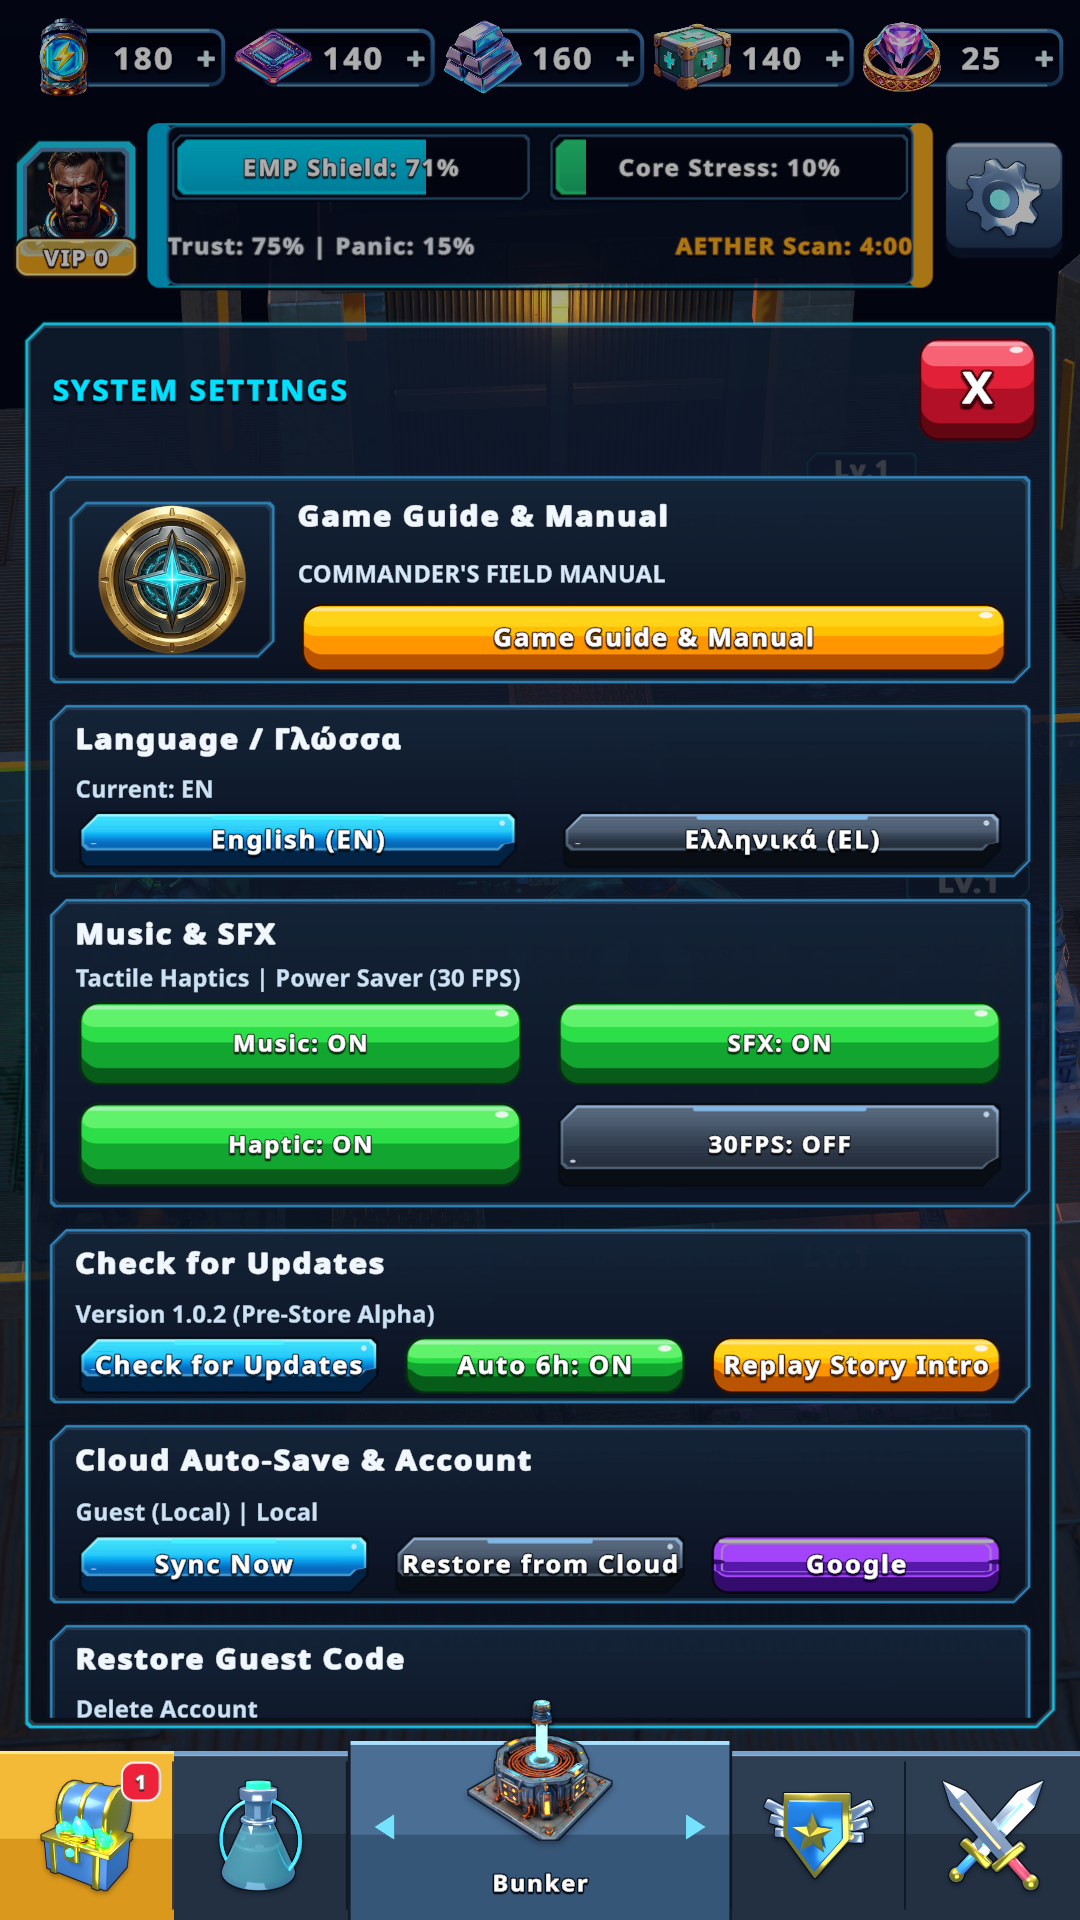 180 + 140 + 160 + 140 + 25 +
EMP Shield: 71% Core Stress: 10%
VIP 0 Trust: 75% | Panic: 15% AETHER Scan: 4:00
SYSTEM SETTINGS X
Lv.1
Game Guide & Manual
COMMANDER'S FIELD MANUAL
Game Guide & Manual
Language / Γλώσσα
Current: EN
English (EN) Ελληνικά (EL)
Lv.1
Music & SFX
Tactile Haptics | Power Saver (30 FPS)
Music: ON SFX: ON
Haptic: ON 30FPS: OFF
Check for Updates
Version 1.0.2 (Pre-Store Alpha)
Check for Updates Auto 6h: ON Replay Story Intro
Cloud Auto-Save & Account
Guest (Local) | Local
Sync Now Restore from Cloud Google
Restore Guest Code
Delete Account
1
Bunker